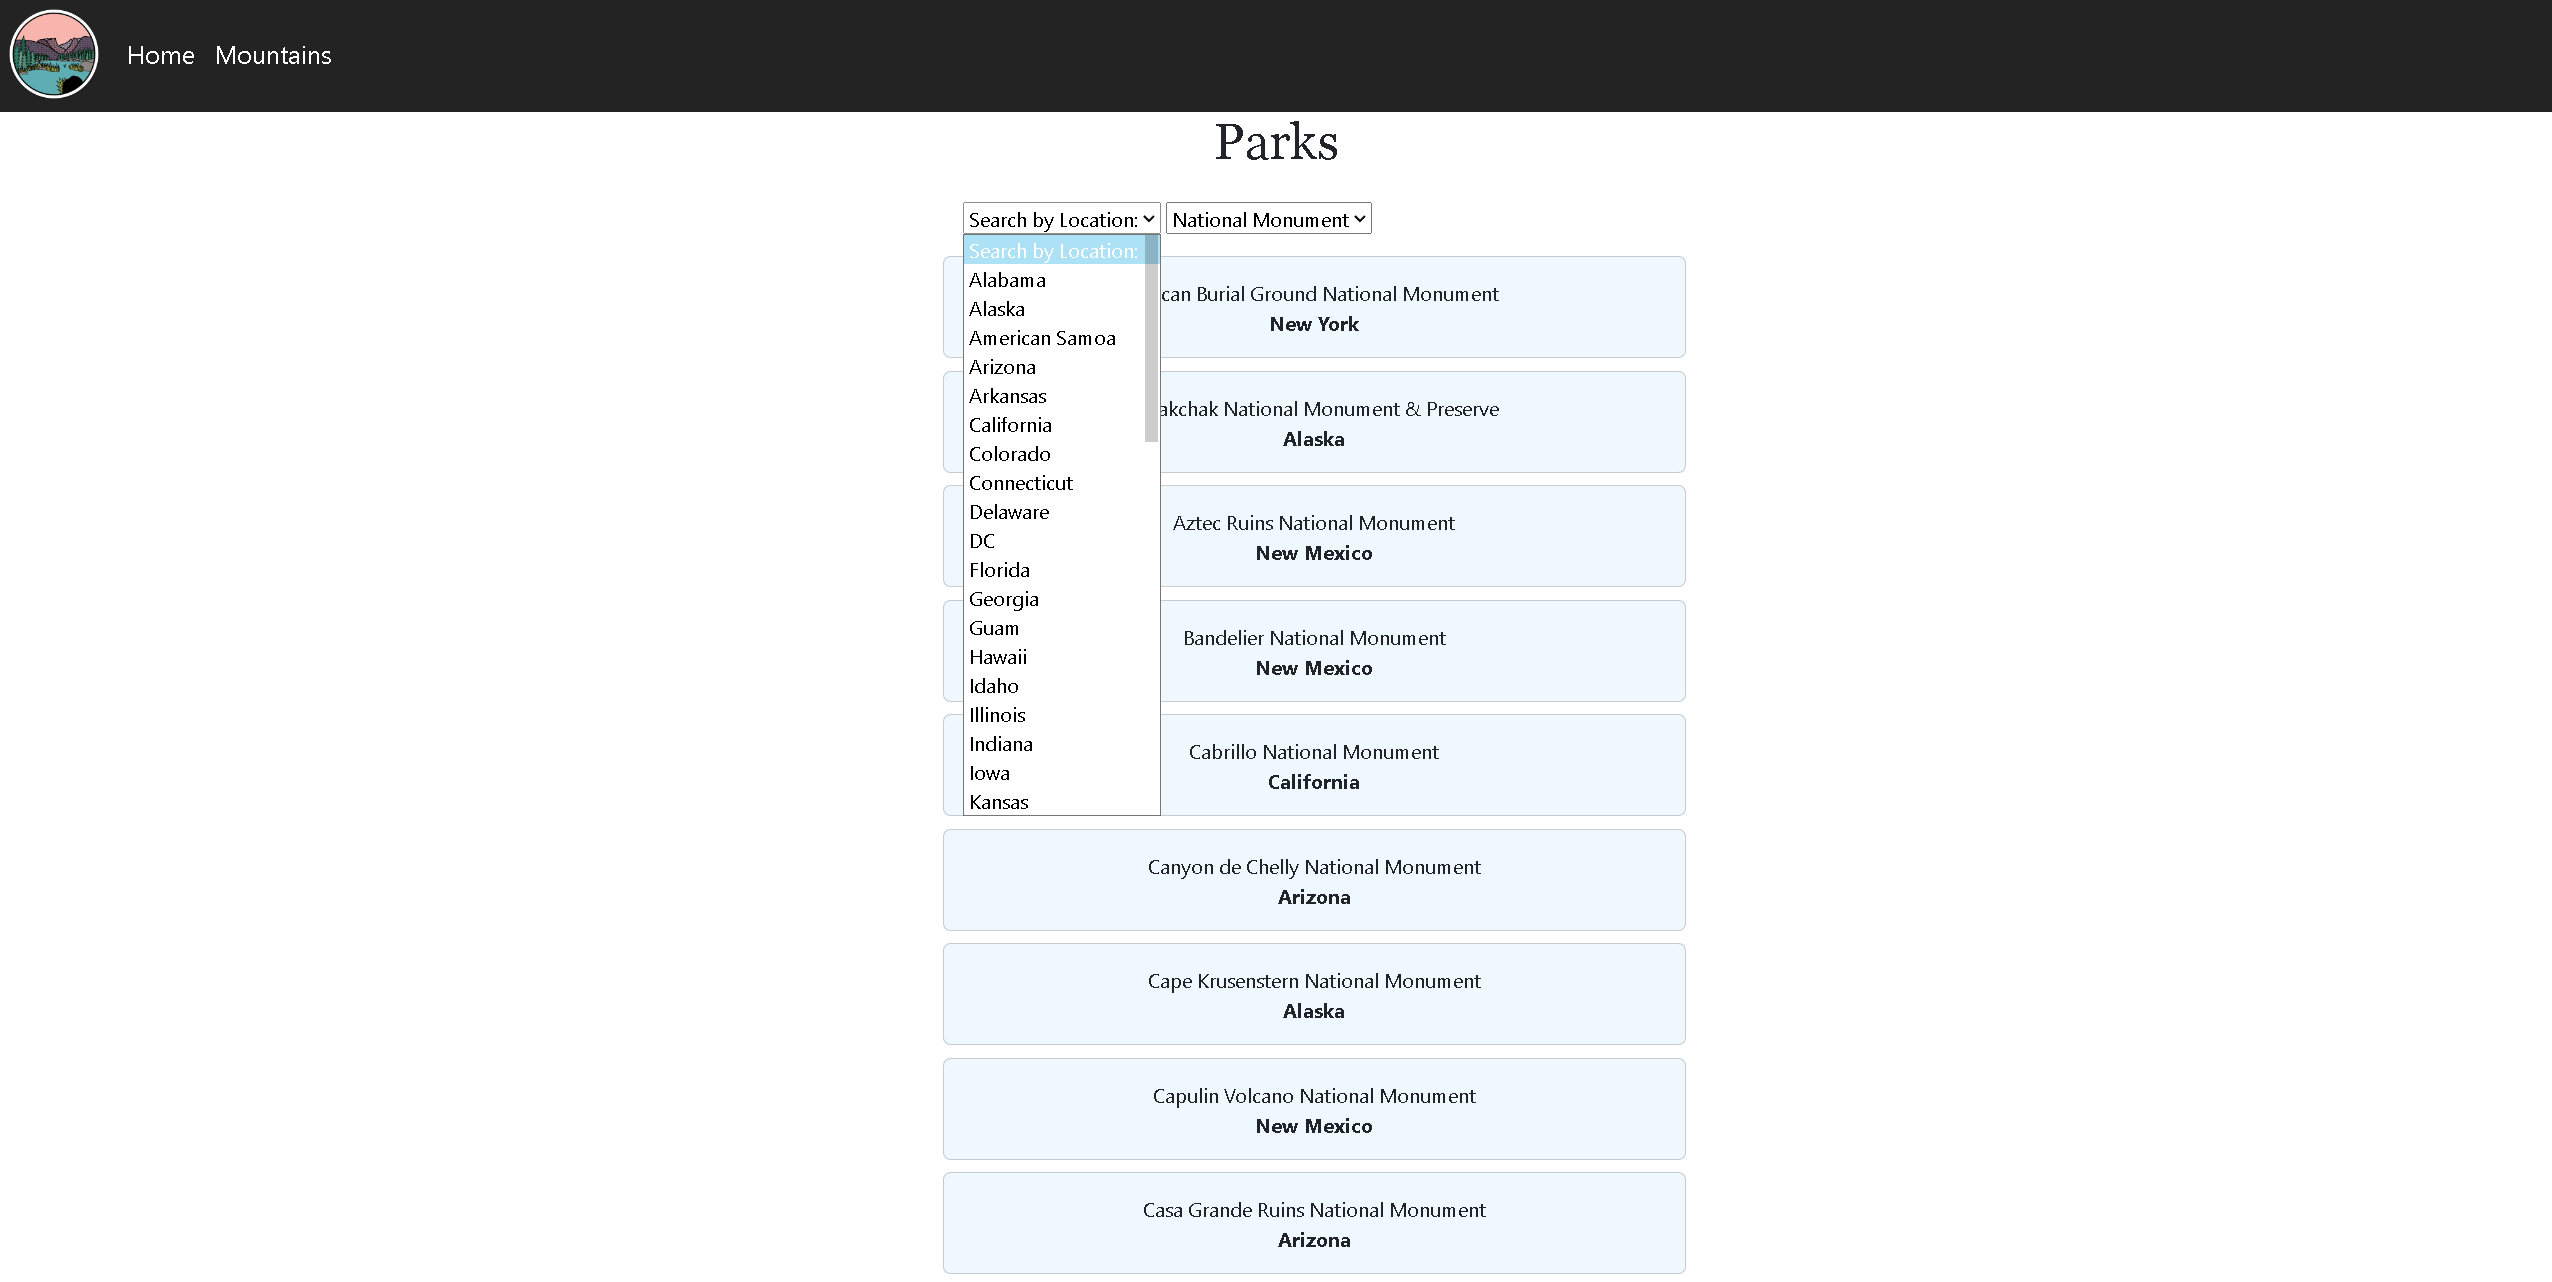 Home Mountains
Parks
Search by Location: National Monument
Search by Location:
Alabama
Alaska
American Samoa
Arizona
Arkansas
California
Colorado
Connecticut
Delaware
DC
Florida
Georgia
Guam
Hawaii
Idaho
Illinois
Indiana
Iowa
Kansas
can Burial Ground National Monument
New York
akchak National Monument & Preserve
Alaska
Aztec Ruins National Monument
New Mexico
Bandelier National Monument
New Mexico
Cabrillo National Monument
California
Canyon de Chelly National Monument
Arizona
Cape Krusenstern National Monument
Alaska
Capulin Volcano National Monument
New Mexico
Casa Grande Ruins National Monument
Arizona